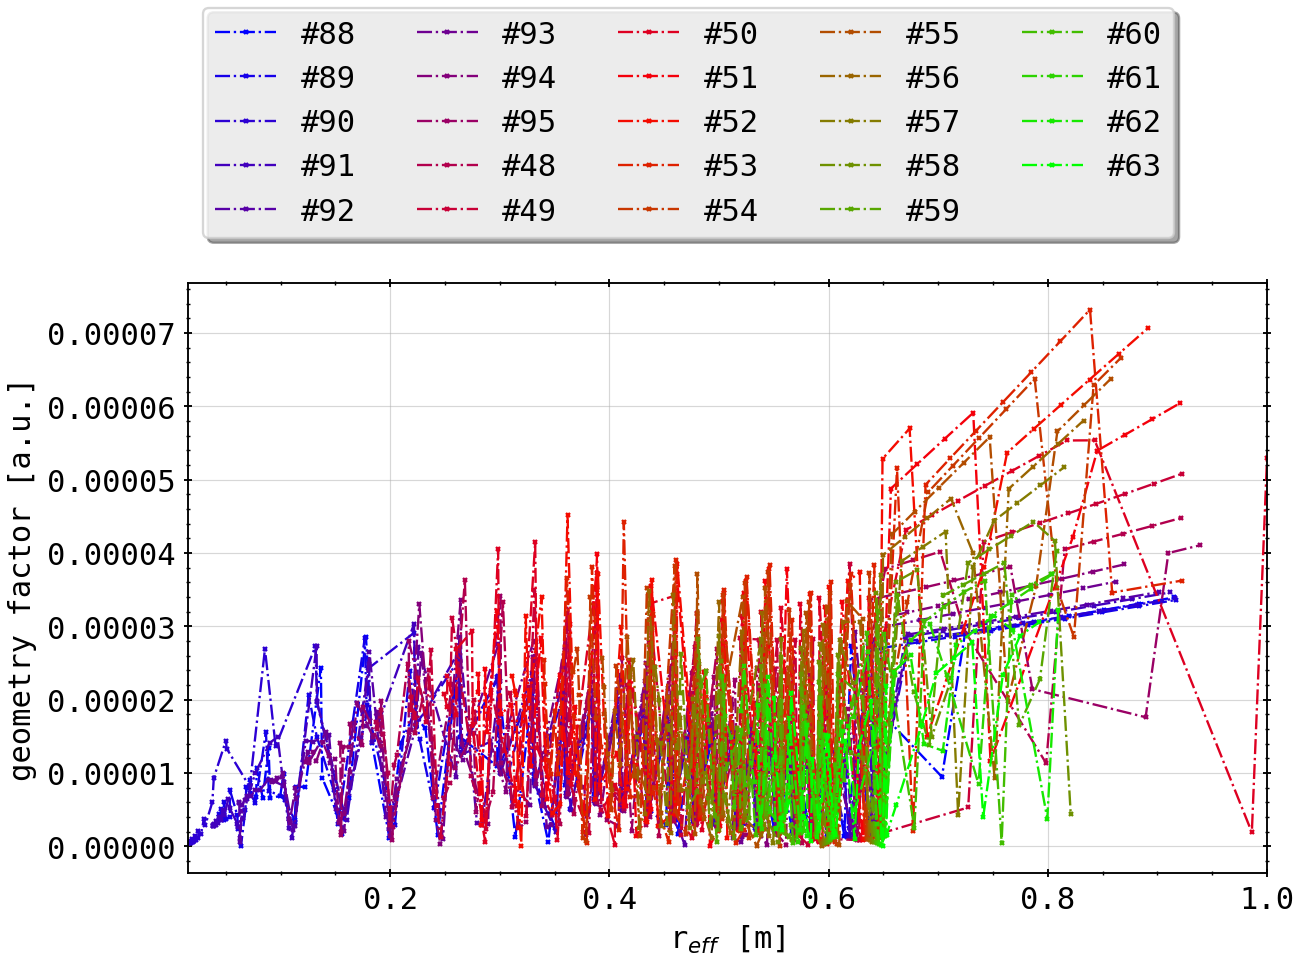 #88 #93 #50 #55 #60
#89 #94 #51 #56 #61
#90 #95 #52 #57 #62
#91 #48 #53 #58 #63
#92 #49 #54 #59
0.00007
0.00006
0.00005
0.00004
0.00003
0.00002
0.00001
0.00000
geometry factor [a.u.]
0.2 0.4 0.6 0.8 1.0
r_eff [m]